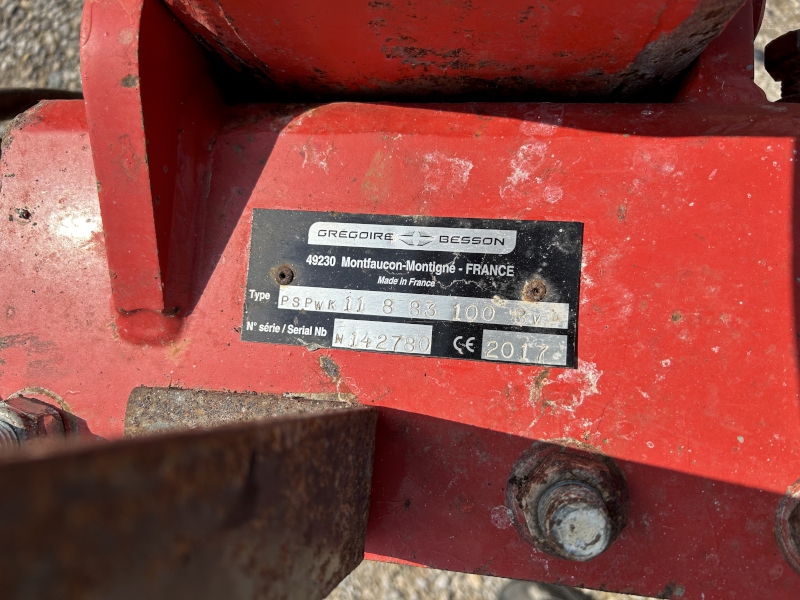 GREGOIRE BESSON
49230 Montfaucon-Montigné - FRANCE
Made in France
Type PSPWK 11 8 83 100
N° série / Serial Nb N142780 CE 2017